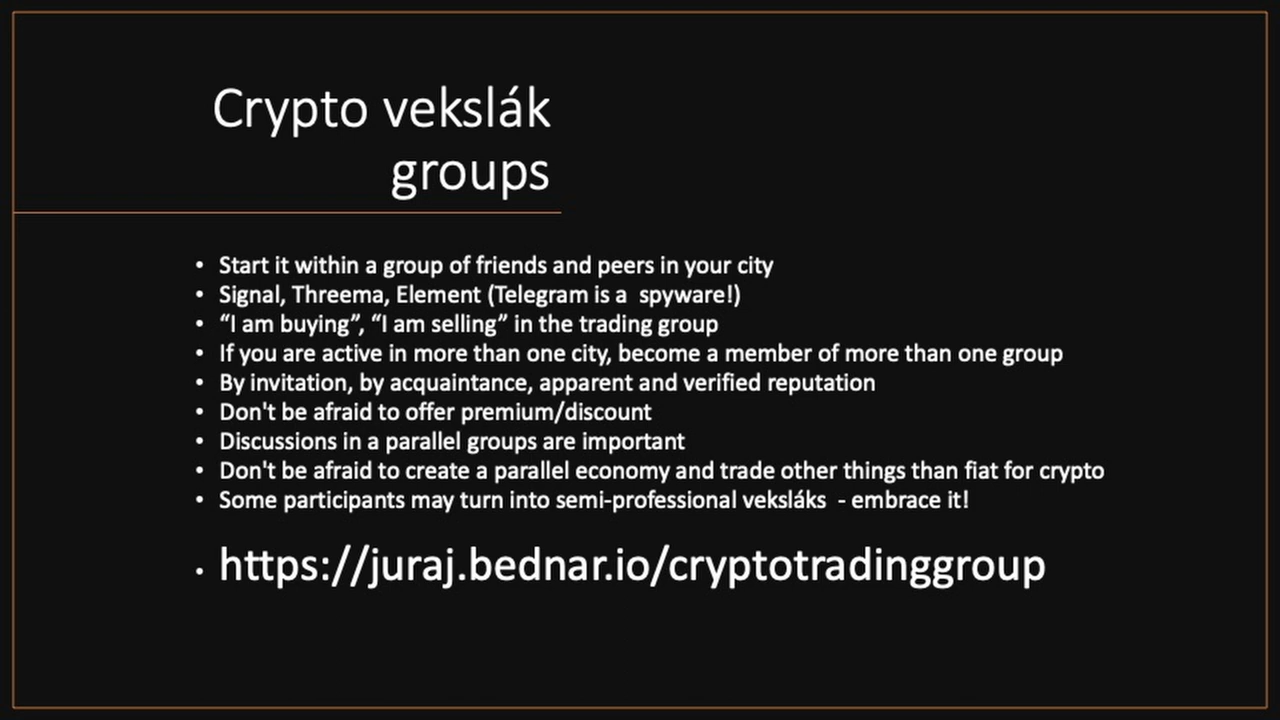 Crypto vekslák
groups
• Start it within a group of friends and peers in your city
• Signal, Threema, Element (Telegram is a  spyware!)
• “I am buying”, “I am selling” in the trading group
• If you are active in more than one city, become a member of more than one group
• By invitation, by acquaintance, apparent and verified reputation
• Don't be afraid to offer premium/discount
• Discussions in a parallel groups are important
• Don't be afraid to create a parallel economy and trade other things than fiat for crypto
• Some participants may turn into semi-professional veksláks  - embrace it!
• https://juraj.bednar.io/cryptotradinggroup